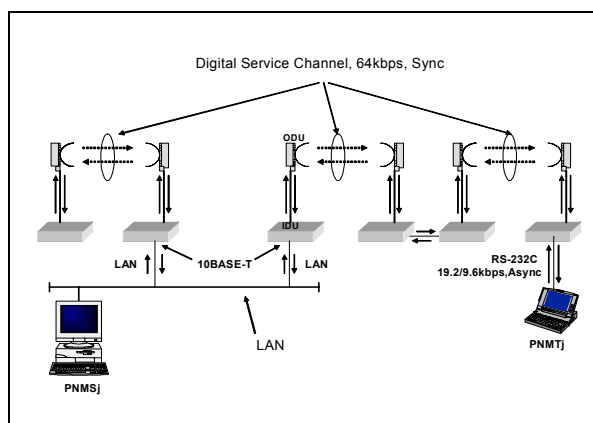 Digital Service Channel, 64kbps, Sync
ODU
IDU
LAN
10BASE-T
LAN
RS-232C
19.2/9.6kbps,Async
LAN
PNMTj
PNMSj